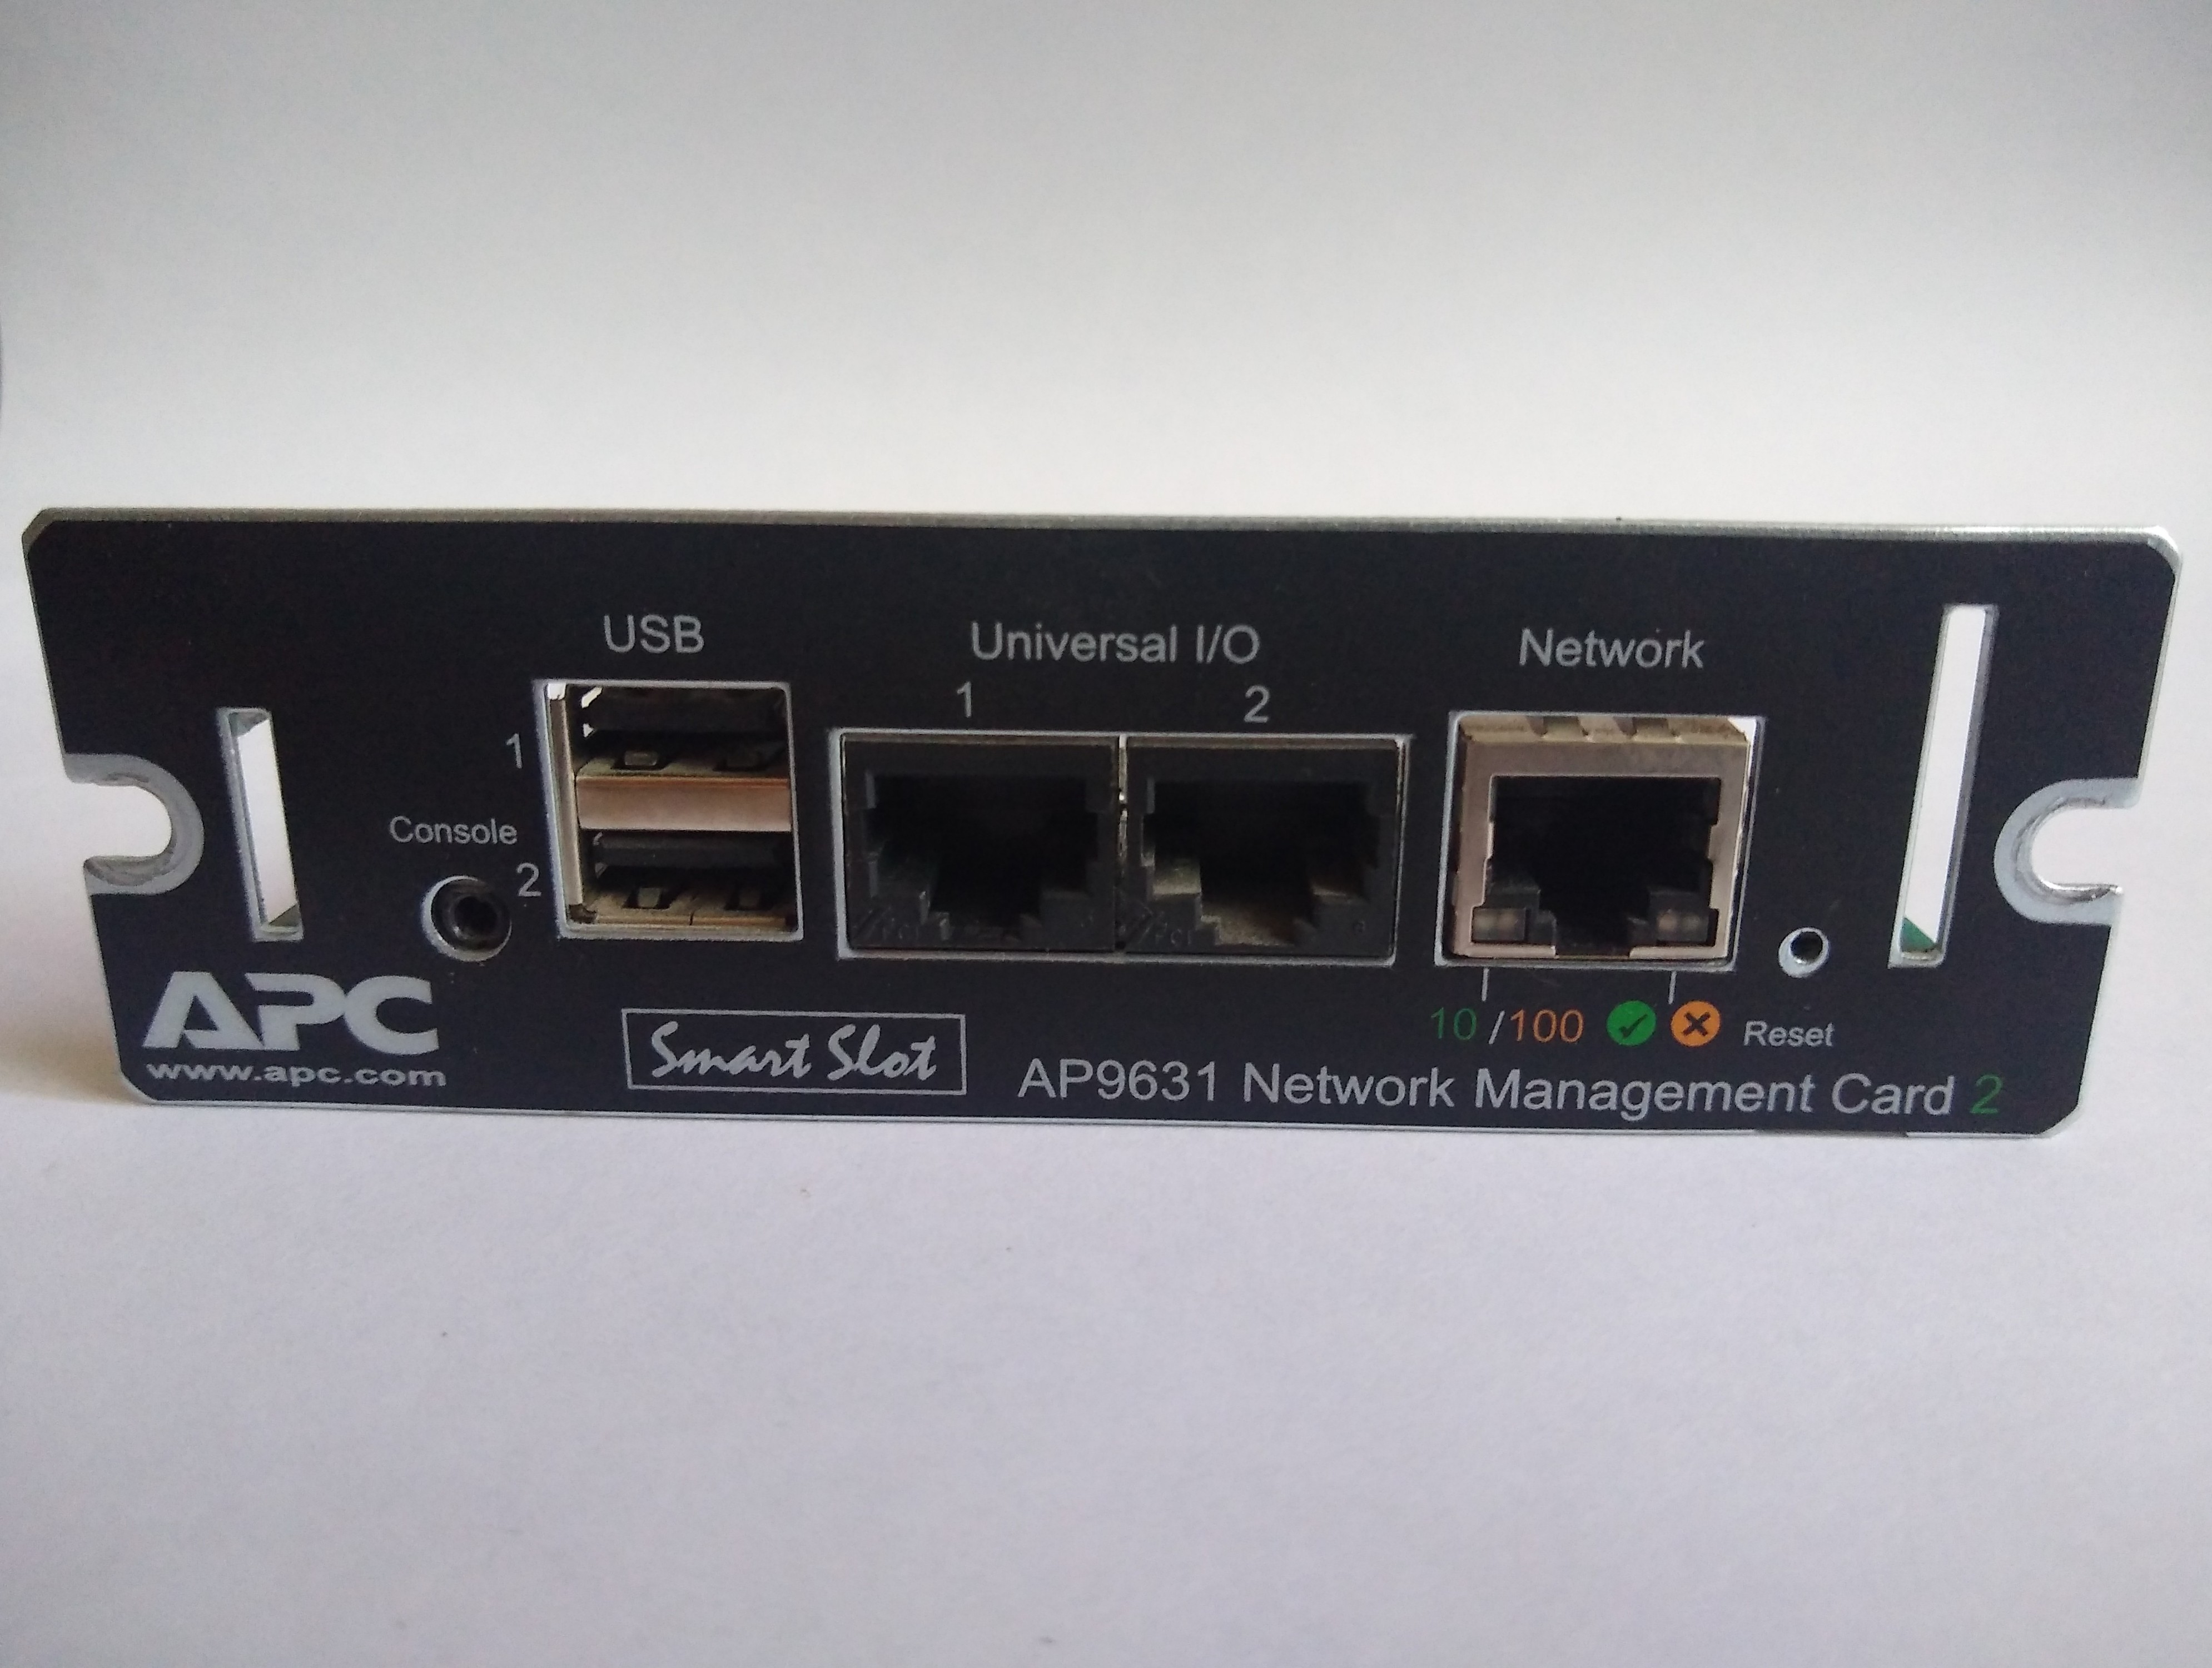 USB
Universal I/O
Network
1 2
1
Console
2
10/100 Reset
APC
www.apc.com
Smart Slot
AP9631 Network Management Card 2